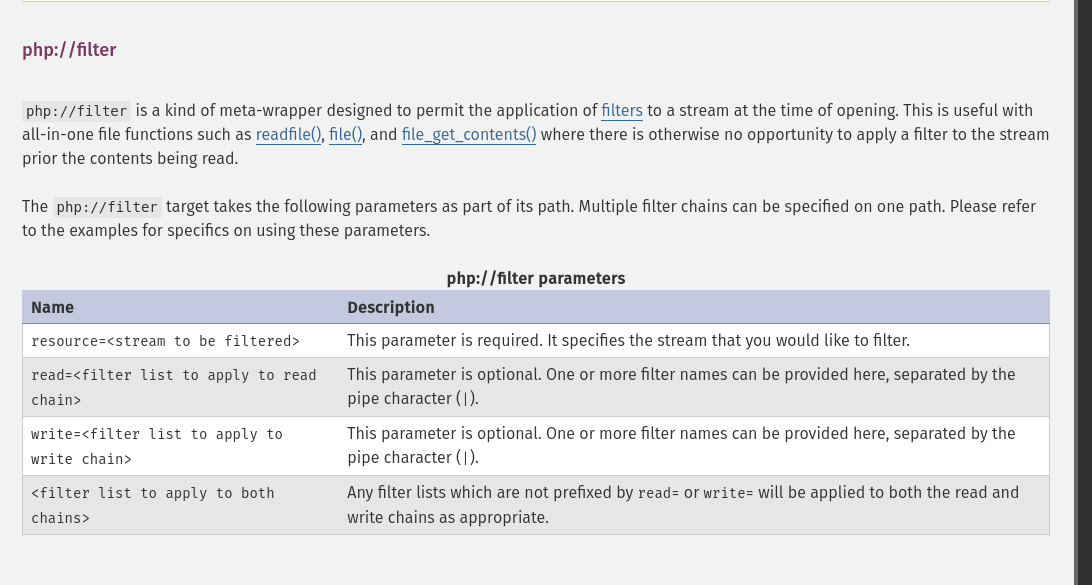 php://filter
php://filter is a kind of meta-wrapper designed to permit the application of filters to a stream at the time of opening. This is useful with
all-in-one file functions such as readfile(), file(), and file_get_contents() where there is otherwise no opportunity to apply a filter to the stream
prior the contents being read.
The php://filter target takes the following parameters as part of its path. Multiple filter chains can be specified on one path. Please refer
to the examples for specifics on using these parameters.
php://filter parameters
Name Description
resource=<stream to be filtered> This parameter is required. It specifies the stream that you would like to filter.
read=<filter list to apply to read
chain>
This parameter is optional. One or more filter names can be provided here, separated by the
pipe character (|).
write=<filter list to apply to
write chain>
This parameter is optional. One or more filter names can be provided here, separated by the
pipe character (|).
<filter list to apply to both
chains>
Any filter lists which are not prefixed by read= or write= will be applied to both the read and
write chains as appropriate.